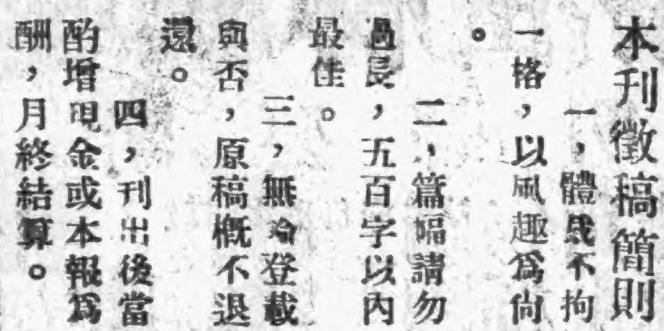 本刊徵稿簡則
一，體裁不拘
一格，以風趣爲尙
。
二，篇幅請勿
過長，五百字以內
最佳。
三，無論登載
與否，原稿槪不退
還。
四，刊出後當
酌增現金或本報爲
酬，月終結算。